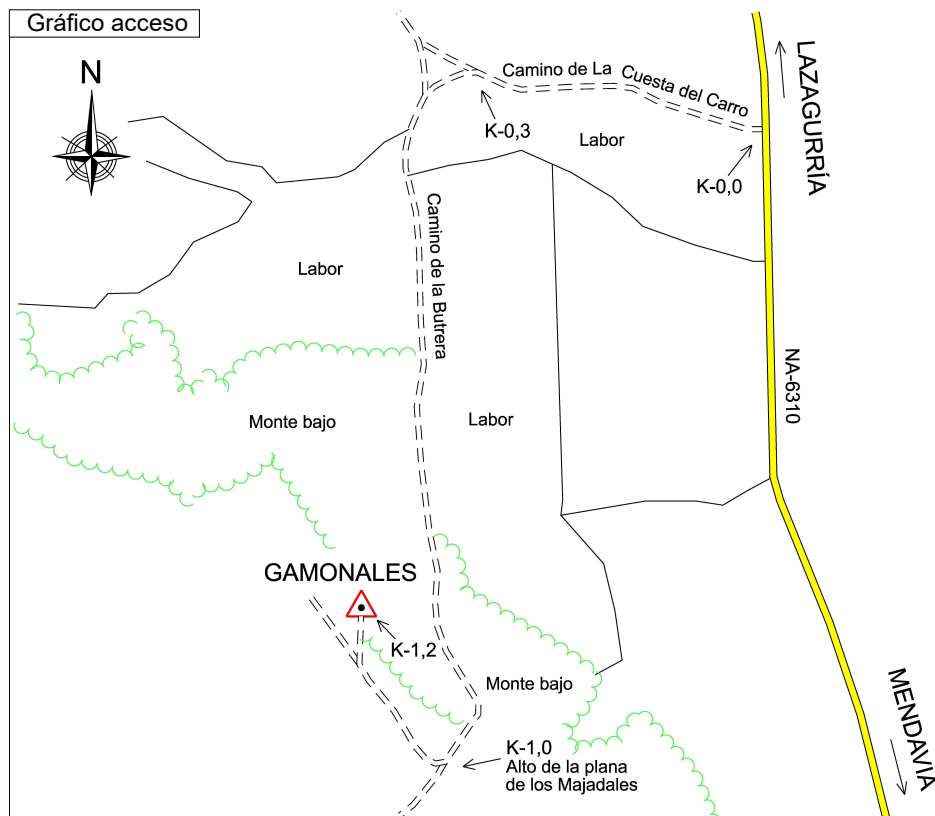 Gráfico acceso
N
Camino de La Cuesta del Carro
LAZAGURRÍA
K-0,3
Labor
K-0,0
Camino de la Butrera
Labor
NA-6310
Monte bajo
Labor
GAMONALES
K-1,2
Monte bajo
MENDAVIA
K-1,0
Alto de la plana
de los Majadales